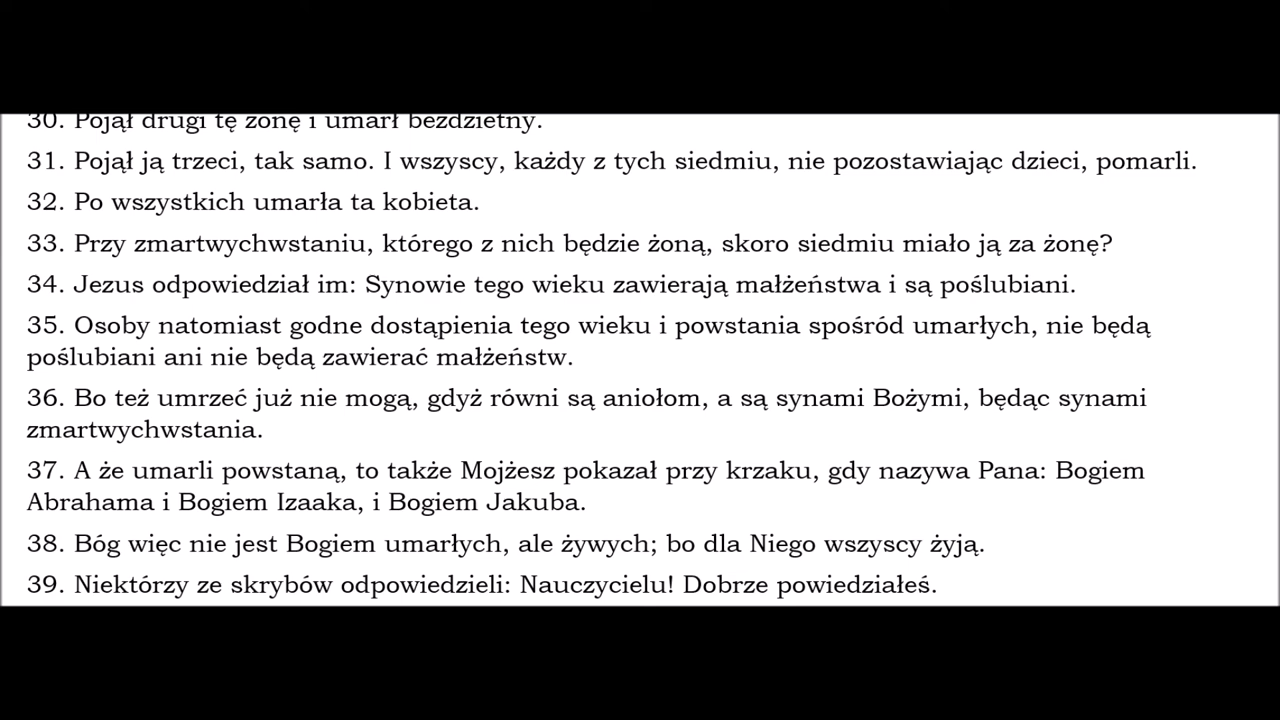 30. Pojął drugi tę żonę i umarł bezdzietny.
31. Pojął ją trzeci, tak samo. I wszyscy, każdy z tych siedmiu, nie pozostawiając dzieci, pomarli.
32. Po wszystkich umarła ta kobieta.
33. Przy zmartwychwstaniu, którego z nich będzie żoną, skoro siedmiu miało ją za żonę?
34. Jezus odpowiedział im: Synowie tego wieku zawierają małżeństwa i są poślubiani.
35. Osoby natomiast godne dostąpienia tego wieku i powstania spośród umarłych, nie będą
poślubiani ani nie będą zawierać małżeństw.
36. Bo też umrzeć już nie mogą, gdyż równi są aniołom, a są synami Bożymi, będąc synami
zmartwychwstania.
37. A że umarli powstaną, to także Mojżesz pokazał przy krzaku, gdy nazywa Pana: Bogiem
Abrahama i Bogiem Izaaka, i Bogiem Jakuba.
38. Bóg więc nie jest Bogiem umarłych, ale żywych; bo dla Niego wszyscy żyją.
39. Niektórzy ze skrybów odpowiedzieli: Nauczycielu! Dobrze powiedziałeś.